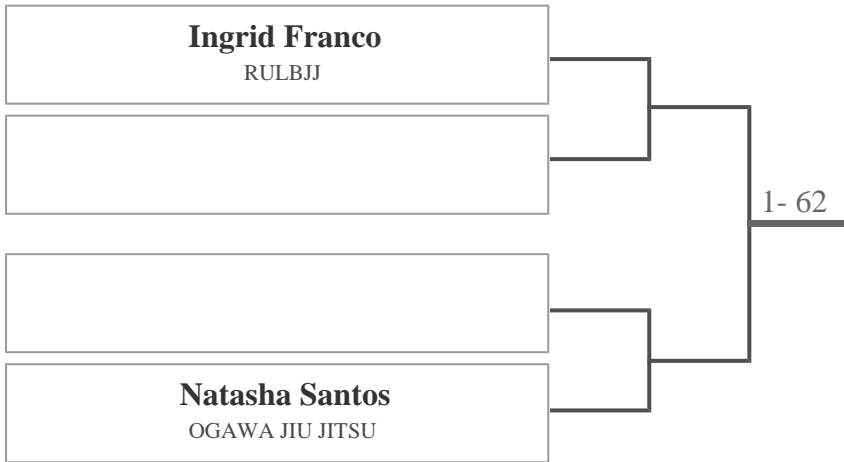 Ingrid Franco
RULBJJ
1- 62
Natasha Santos
OGAWA JIU JITSU